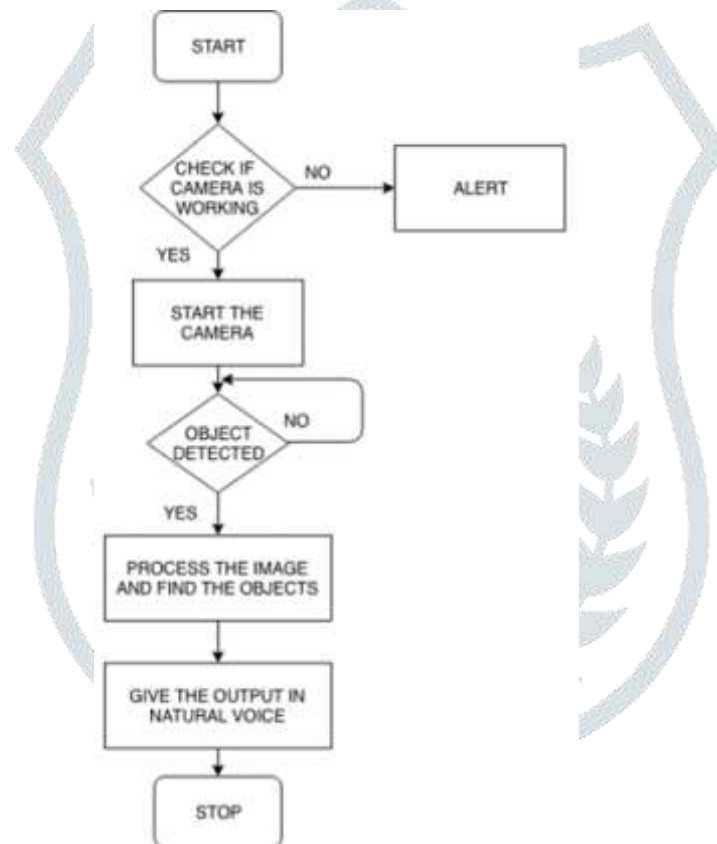 START
CHECK IF
CAMERA IS
WORKING
NO
ALERT
YES
START THE
CAMERA
OBJECT
DETECTED
NO
YES
PROCESS THE IMAGE
AND FIND THE OBJECTS
GIVE THE OUTPUT IN
NATURAL VOICE
STOP